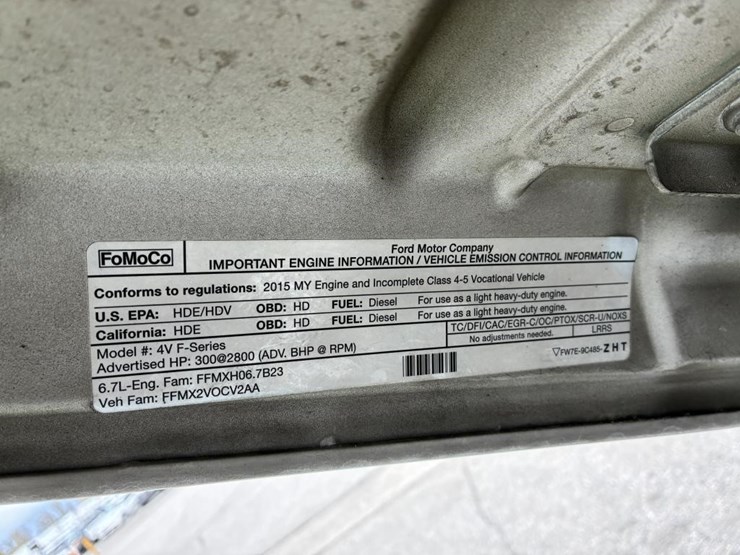 FoMoCo
Ford Motor Company
IMPORTANT ENGINE INFORMATION / VEHICLE EMISSION CONTROL INFORMATION
Conforms to regulations: 2015 MY Engine and Incomplete Class 4-5 Vocational Vehicle
U.S. EPA: HDE/HDV OBD: HD FUEL: Diesel For use as a light heavy-duty engine.
California: HDE OBD: HD FUEL: Diesel For use as a light heavy-duty engine.
Model #: 4V F-Series TC/DFI/CAC/EGR-C/OC/PTOX/SCR-U/NOXS
Advertised HP: 300@2800 (ADV. BHP @ RPM) No adjustments needed. LRRS
6.7L-Eng. Fam: FFMXH06.7B23 FW7E-9C485-ZHT
Veh Fam: FFMX2VOCV2AA